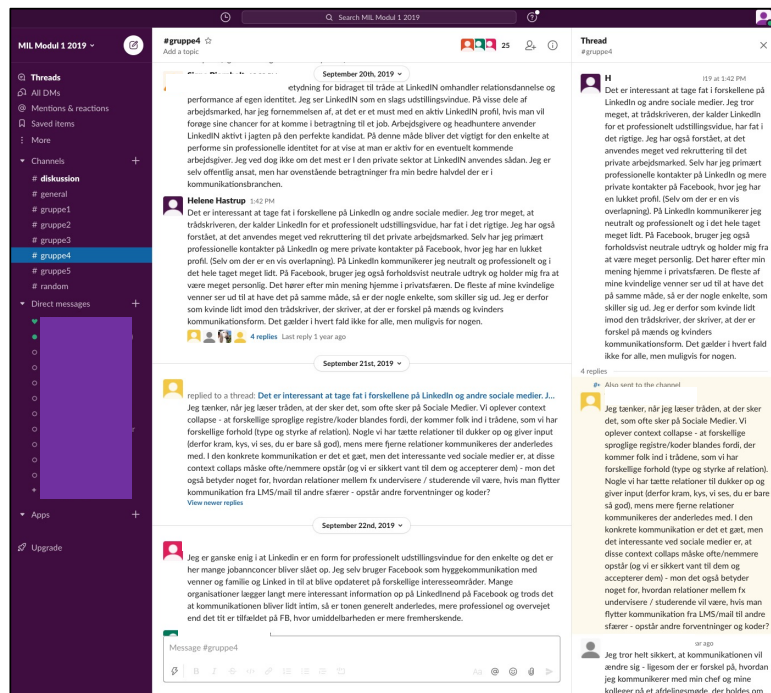 Search MIL Modul 1 2019
MIL Modul 1 2019
Threads
All DMs
Mentions & reactions
Saved items
More
Channels
# diskussion
# general
# gruppe1
# gruppe2
# gruppe3
# gruppe4
# gruppe5
# random
Direct messages
Apps
Upgrade
#gruppe4
Add a topic
25
September 20th, 2019
etydning for bidraget til tråde at LinkedIN omhandler relationsdannelse og
performance af egen identitet. Jeg ser LinkedIN som en slags udstillingsvindue. På visse dele af
arbejdsmarked, har jeg fornemmelsen af, at det er et must med en aktiv LinkedIN profil, hvis man vil
forøge sine chancer for at komme i betragtning til et job. Arbejdsgivere og headhuntere anvender
LinkedIN aktivt i jagten på den perfekte kandidat. På denne måde bliver det vigtigt for den enkelte at
performe sin professionelle identitet for at vise at man er aktiv for en eventuelt kommende
arbejdsgiver. Jeg ved dog ikke om det mest er I den private sektor at LinkedIN anvendes sådan. Jeg er
selv offentlig ansat, men har ovenstående betragtninger fra min bedre halvdel der er i
kommunikationsbranchen.
Helene Hastrup 1:42 PM
Det er interessant at tage fat i forskellene på LinkedIn og andre sociale medier. Jeg tror meget, at
trådskriveren, der kalder LinkedIn for et professionelt udstillingsvidue, har fat i det rigtige. Jeg har også
forstået, at det anvendes meget ved rekruttering til det private arbejdsmarked. Selv har jeg primært
professionelle kontakter på LinkedIn og mere private kontakter på Facebook, hvor jeg har en lukket
profil. (Selv om der er en vis overlapning). På LinkedIn kommunikerer jeg neutralt og professionelt og i
det hele taget meget lidt. På Facebook, bruger jeg også forholdsvist neutrale udtryk og holder mig fra at
være meget personlig. Det hører efter min mening hjemme i privatsfæren. De fleste af mine kvindelige
venner ser ud til at have det på samme måde, så er der nogle enkelte, som skiller sig ud. Jeg er derfor
som kvinde lidt imod den trådskriver, der skriver, at der er forskel på mænds og kvinders
kommunikationsform. Det gælder i hvert fald ikke for alle, men muligvis for nogen.
4 replies Last reply 1 year ago
September 21st, 2019
replied to a thread: Det er interessant at tage fat i forskellene på LinkedIn og andre sociale medier. J...
Jeg tænker, når jeg læser tråden, at der sker det, som ofte sker på Sociale Medier. Vi oplever context
collapse - at forskellige sproglige registre/koder blandes fordi, der kommer folk ind i trådene, som vi har
forskellige forhold (type og styrke af relation). Nogle vi har tætte relationer til dukker op og giver input
(derfor kram, kys, vi ses, du er bare så god), mens mere fjerne relationer kommunikeres der anderledes
med. I den konkrete kommunikation er det et gæt, men det interessante ved sociale medier er, at disse
context collaps måske ofte/nemmere opstår (og vi er sikkert vant til dem og accepterer dem) - mon det
også betyder noget for, hvordan relationer mellem fx undervisere / studerende vil være, hvis man flytter
kommunikation fra LMS/mail til andre sfærer - opstår andre forventninger og koder?
View newer replies
September 22nd, 2019
Jeg er ganske enig i at Linkedin er en form for professionelt udstillingsvindue for den enkelte og det er
her mange jobannconcer bliver slået op. Jeg selv bruger Facebook som hyggekommunikation med
venner og familie og Linked in til at blive opdateret på forskellige interesseområder. Mange
organisationer lægger langt mere interessant information op på LinkedInend på Facebook og trods det
at kommunikationen bliver lidt intim, så er tonen generelt anderledes, mere professionel og overvejet
end det tit er tilfældet på FB, hvor umiddelbarheden er mere fremherskende.
Message #gruppe4
Thread
#gruppe4
H 19 at 1:42 PM
Det er interessant at tage fat i forskellene på
LinkedIn og andre sociale medier. Jeg tror
meget, at trådskriveren, der kalder LinkedIn
for et professionelt udstillingsvidue, har fat i
det rigtige. Jeg har også forstået, at det
anvendes meget ved rekruttering til det
private arbejdsmarked. Selv har jeg primært
professionelle kontakter på LinkedIn og mere
private kontakter på Facebook, hvor jeg har
en lukket profil. (Selv om der er en vis
overlapning). På LinkedIn kommunikerer jeg
neutralt og professionelt og i det hele taget
meget lidt. På Facebook, bruger jeg også
forholdsvist neutrale udtryk og holder mig fra
at være meget personlig. Det hører efter min
mening hjemme i privatsfæren. De fleste af
mine kvindelige venner ser ud til at have det
på samme måde, så er der nogle enkelte, som
skiller sig ud. Jeg er derfor som kvinde lidt
imod den trådskriver, der skriver, at der er
forskel på mænds og kvinders
kommunikationsform. Det gælder i hvert fald
ikke for alle, men muligvis for nogen.
4 replies
Also sent to the channel
Jeg tænker, når jeg læser tråden, at der sker
det, som ofte sker på Sociale Medier. Vi
oplever context collapse - at forskellige
sproglige registre/koder blandes fordi, der
kommer folk ind i trådene, som vi har
forskellige forhold (type og styrke af relation).
Nogle vi har tætte relationer til dukker op og
giver input (derfor kram, kys, vi ses, du er bare
så god), mens mere fjerne relationer
kommunikeres der anderledes med. I den
konkrete kommunikation er det et gæt, men
det interessante ved sociale medier er, at
disse context collaps måske ofte/nemmere
opstår (og vi er sikkert vant til dem og
accepterer dem) - mon det også betyder
noget for, hvordan relationer mellem fx
undervisere / studerende vil være, hvis man
flytter kommunikation fra LMS/mail til andre
sfærer - opstår andre forventninger og koder?
ar ago
Jeg tror helt sikkert, at kommunikationen vil
ændre sig - ligesom der er forskel på, hvordan
jeg kommunikerer med min chef og mine
kolleger på et afdelingsmøde, der holdes om